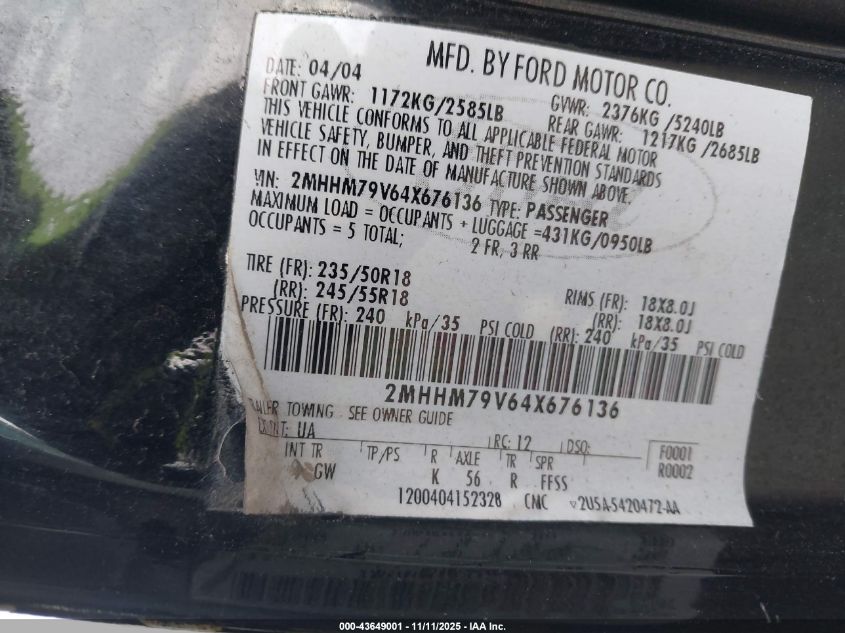 MFD. BY FORD MOTOR CO.
DATE: 04/04 GVWR: 2376KG /5240LB
FRONT GAWR: 1172KG/2585LB REAR GAWR: 1217KG /2685LB
THIS VEHICLE CONFORMS TO ALL APPLICABLE FEDERAL MOTOR
VEHICLE SAFETY, BUMPER, AND THEFT PREVENTION STANDARDS
IN EFFECT ON THE DATE OF MANUFACTURE SHOWN ABOVE.
VIN: 2MHHM79V64X676136 TYPE: PASSENGER
MAXIMUM LOAD = OCCUPANTS + LUGGAGE =431KG/0950LB
OCCUPANTS = 5 TOTAL; 2 FR, 3 RR
TIRE (FR): 235/50R18 RIMS (FR): 18X8.0J
(RR): 245/55R18 (RR): 18X8.0J
PRESSURE (FR): 240 kPa/35 PSI COLD (RR): 240 kPa/35 PSI COLD
2MHHM79V64X676136
TRAILER TOWING - SEE OWNER GUIDE
UA RC: 12 DSO: F0001
INT TR TP/PS R AXLE TR SPR R0002
GW K 56 R FFSS
1200404152328 CMC 2U5A-5420472-AA
000-43649001 - 11/11/2025 - IAA Inc.